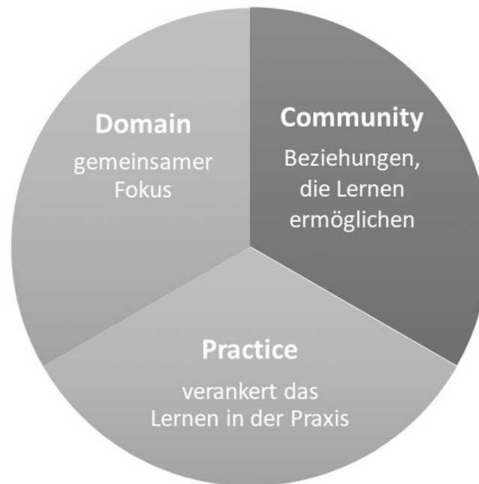 Domain
gemeinsamer
Fokus
Community
Beziehungen,
die Lernen
ermöglichen
Practice
verankert das
Lernen in der Praxis